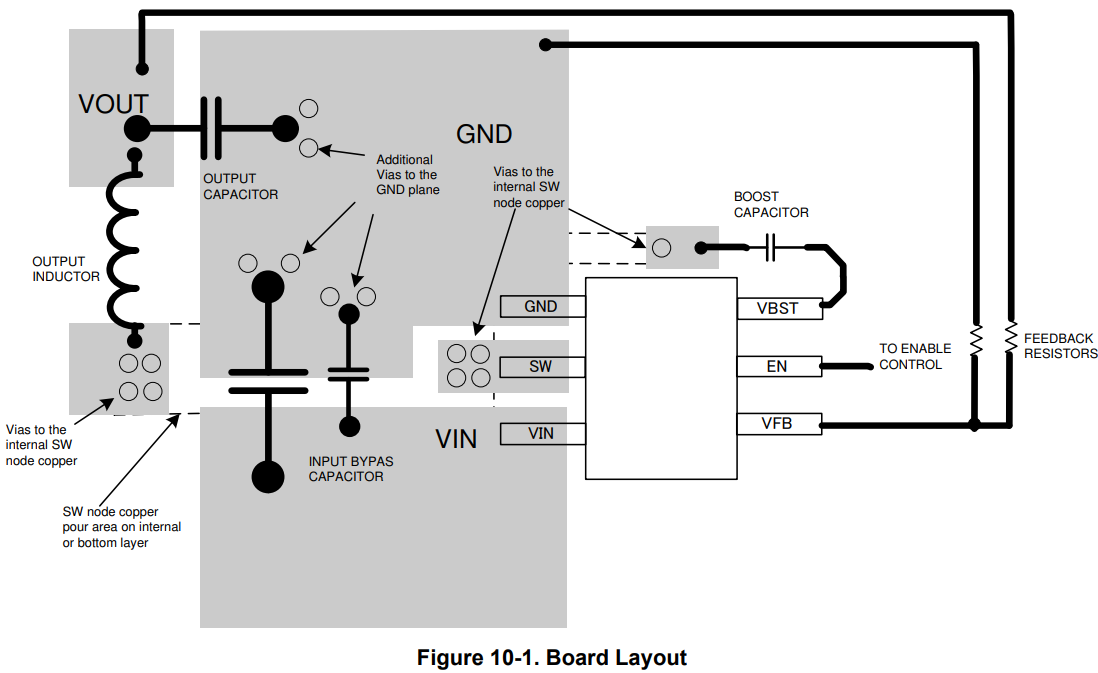 VOUT
GND
OUTPUT
CAPACITOR
Additional
Vias to the
GND plane
Vias to the
internal SW
node copper
BOOST
CAPACITOR
OUTPUT
INDUCTOR
GND
VBST
SW
EN
TO ENABLE
CONTROL
FEEDBACK
RESISTORS
VIN
VIN
VFB
Vias to the
internal SW
node copper
INPUT BYPAS
CAPACITOR
SW node copper
pour area on internal
or bottom layer
Figure 10-1. Board Layout